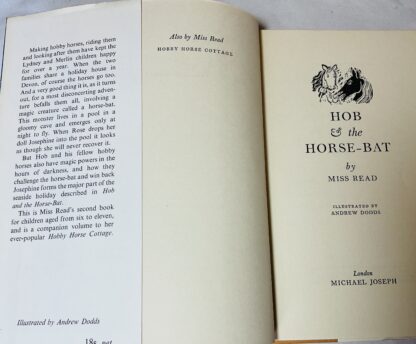 Making hobby horses, riding them
and looking after them have kept the
Lydney and Merlin children happy
for over a year. When the two
families share a holiday house in
Devon, of course the horses go too.
And a very good thing it is, as it turns
out, for a most disconcerting adven-
ture befalls them all, involving a
magic creature called a horse-bat.
This monster lives in a pool in a
gloomy cave and emerges only at
night to fly. When Rose drops her
doll Josephine into the pool it looks
as though she will never recover it.
But Hob and his fellow hobby
horses also have magic powers in the
hours of darkness, and how they
challenge the horse-bat and win back
Josephine forms the major part of the
seaside holiday described in Hob
and the Horse-Bat.
This is Miss Read's second book
for children aged from six to eleven,
and is a companion volume to her
ever-popular Hobby Horse Cottage.
Illustrated by Andrew Dodds
18s net
Also by Miss Read
HOBBY HORSE COTTAGE
HOB
& the
HORSE-BAT
by
MISS READ
ILLUSTRATED BY
ANDREW DODDS
London
MICHAEL JOSEPH